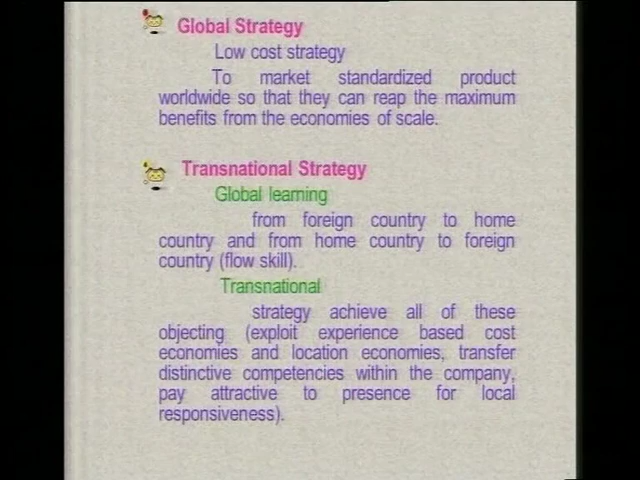 Global Strategy
Low cost strategy
To market standardized product
worldwide so that they can reap the maximum
benefits from the economies of scale.
Transnational Strategy
Global learning
from foreign country to home
country and from home country to foreign
country (flow skill).
Transnational
strategy achieve all of these
objecting (exploit experience based cost
economies and location economies, transfer
distinctive competencies within the company,
pay attractive to presence for local
responsiveness).